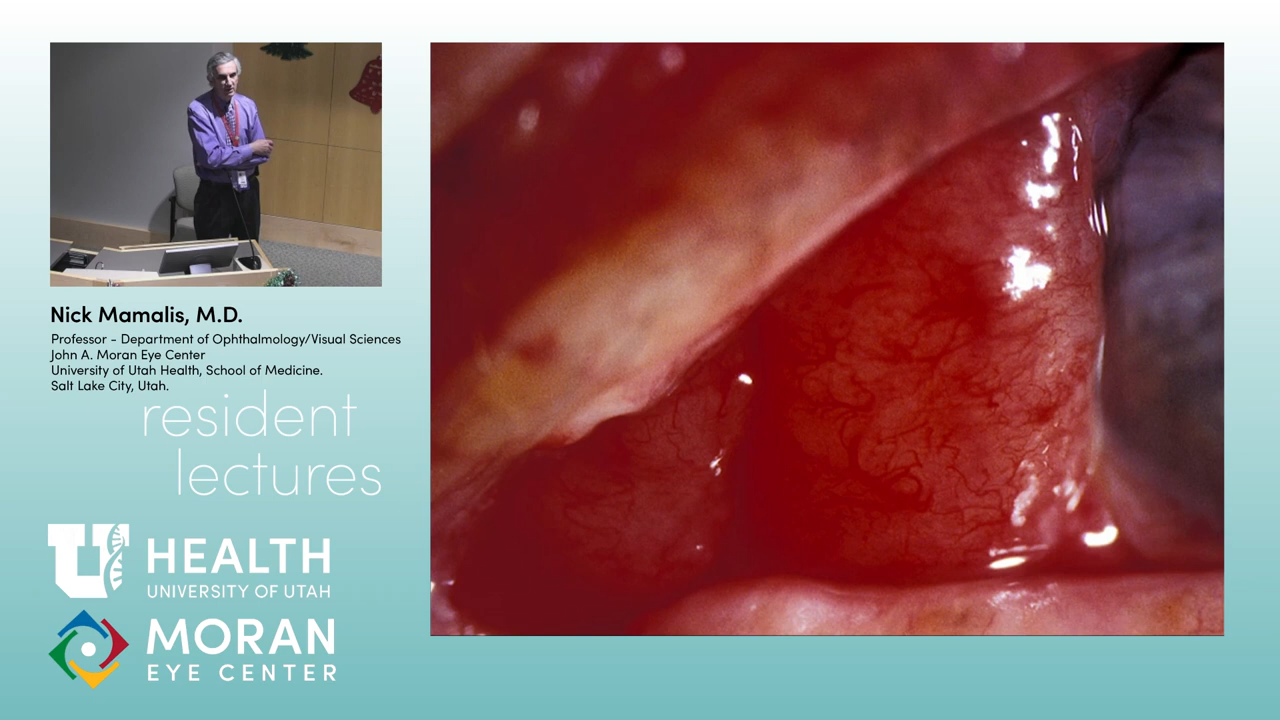 Nick Mamalis, M.D.
Professor - Department of Ophthalmology/Visual Sciences
John A. Moran Eye Center
University of Utah Health, School of Medicine.
Salt Lake City, Utah.
resident
lectures
U
HEALTH
UNIVERSITY OF UTAH
MORAN
EYE CENTER